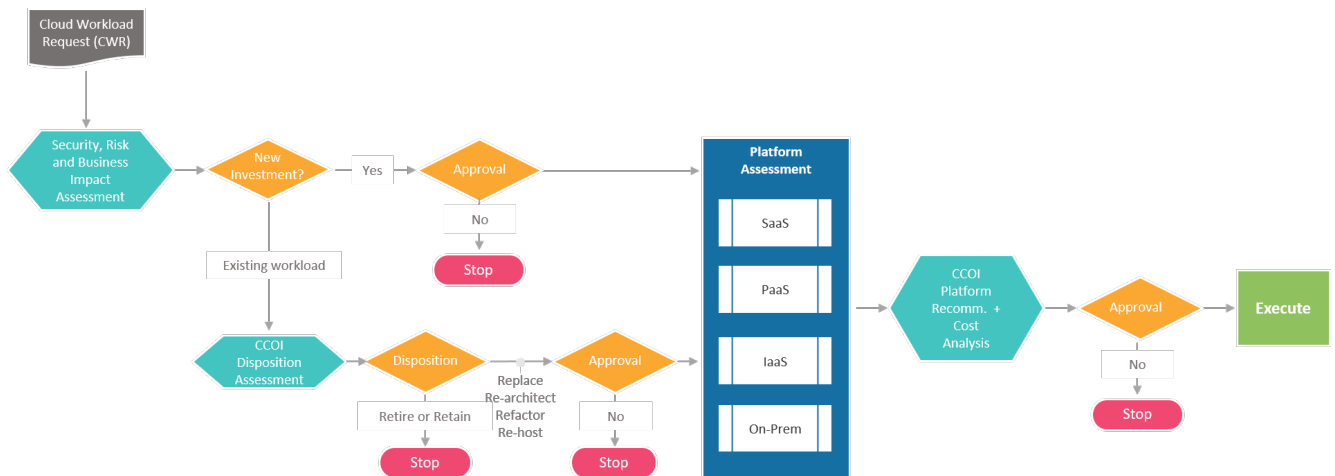 Cloud Workload
Request (CWR)
Security, Risk
and Business
Impact
Assessment
New
Investment?
Yes
Approval
No
Stop
Existing workload
CCOI
Disposition
Assessment
Disposition
Retire or Retain
Stop
Replace
Re-architect
Refactor
Re-host
Approval
No
Stop
Platform
Assessment
SaaS
PaaS
IaaS
On-Prem
CCOI
Platform
Recomm. +
Cost
Analysis
Approval
No
Stop
Execute